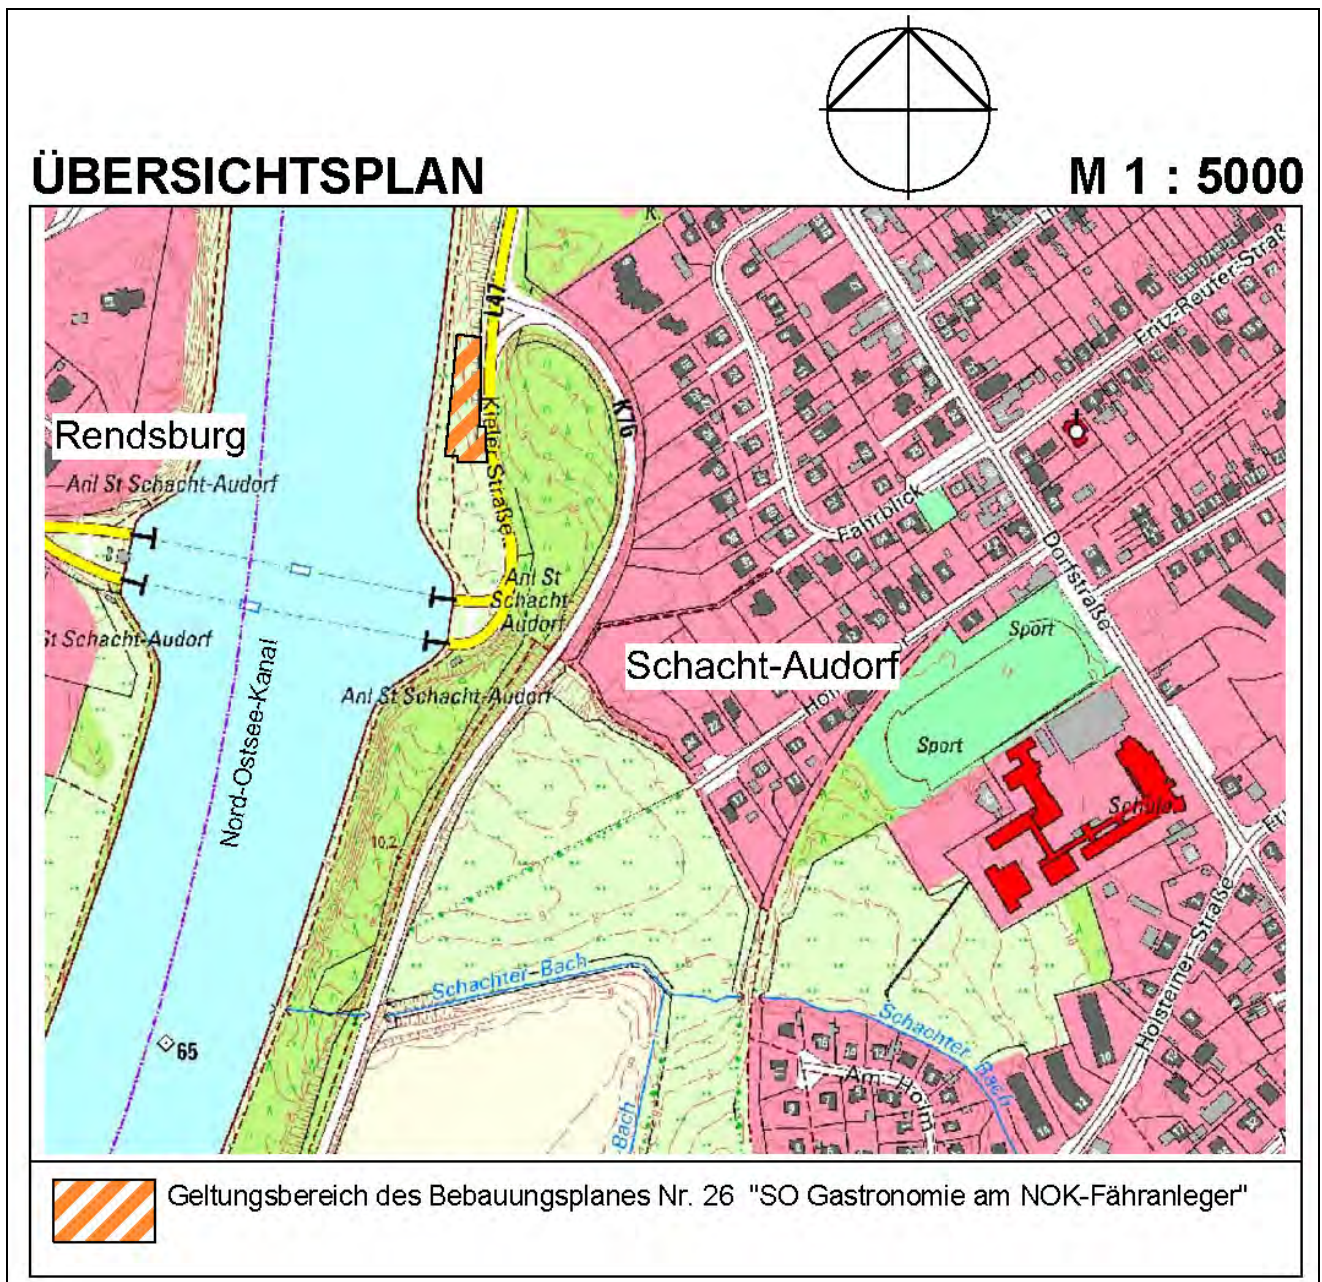 ÜBERSICHTSPLAN
M 1 : 5000
K.
L47
Fritz-Reuter-Straß
K76
Rendsburg
Anl St Schacht-Audorf
Kieler Straße
Fährblick
Dorfstraße
Anl St
Schacht-
Audorf
St Schacht-Audorf
Nord-Ostsee-Kanal
Sport
Schacht-Audorf
Anl St Schacht-Audorf
Sport
Schule
10,2
Holsteiner-Straße
Schachter-Bach
Schachter Bach
65
Am Holm
Bach
Geltungsbereich des Bebauungsplanes Nr. 26 "SO Gastronomie am NOK-Fähranleger"